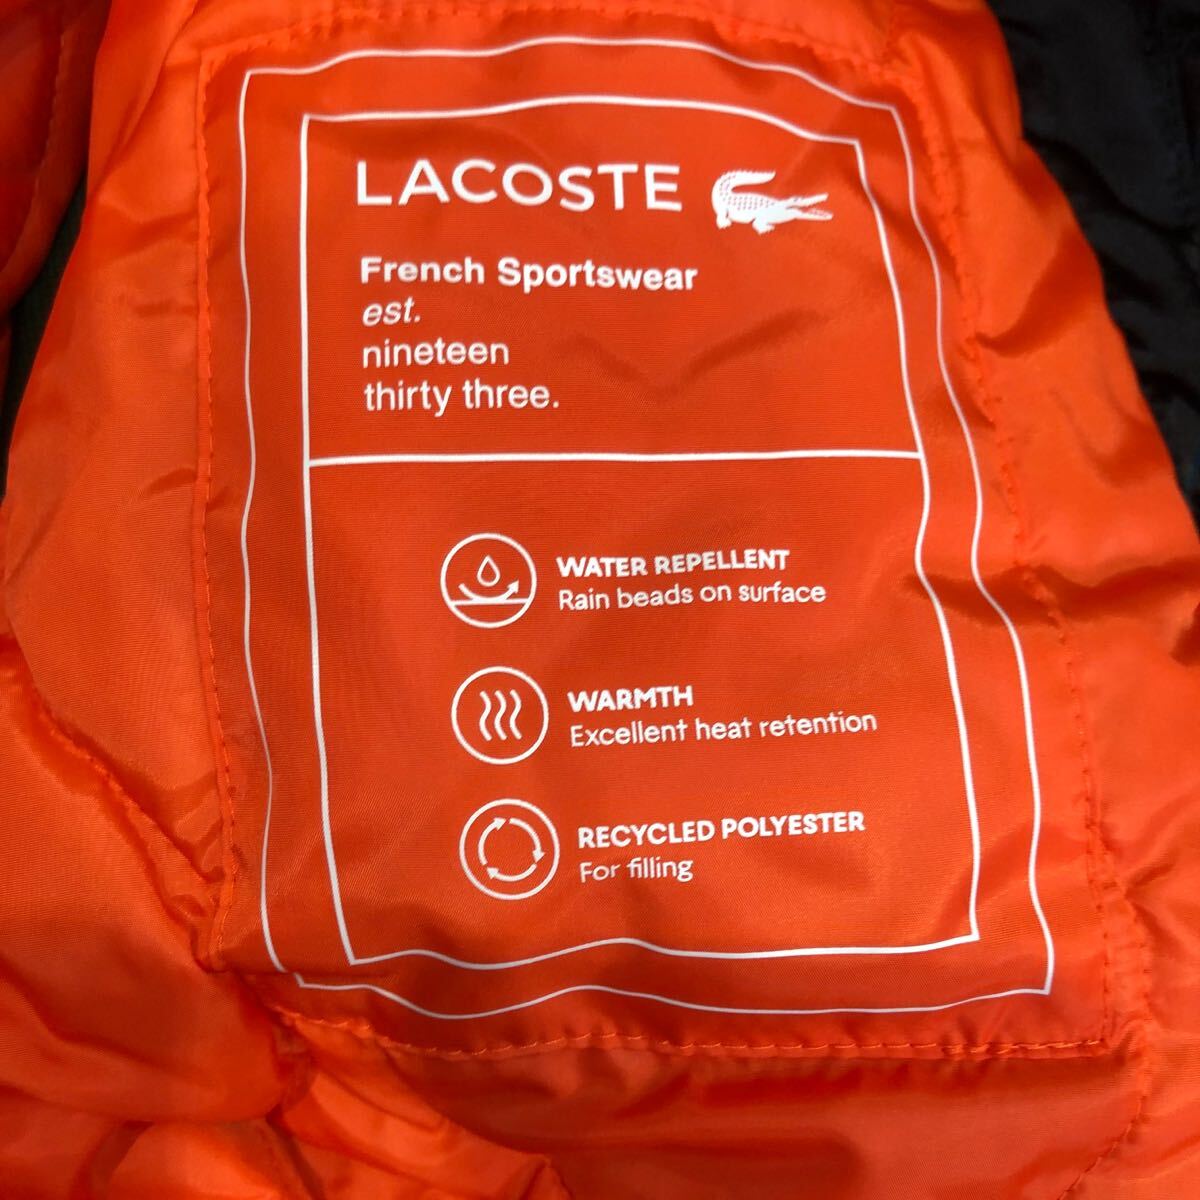 LACOSTE
French Sportswear
est.
nineteen
thirty three.
WATER REPELLENT
Rain beads on surface
WARMTH
Excellent heat retention
RECYCLED POLYESTER
For filling